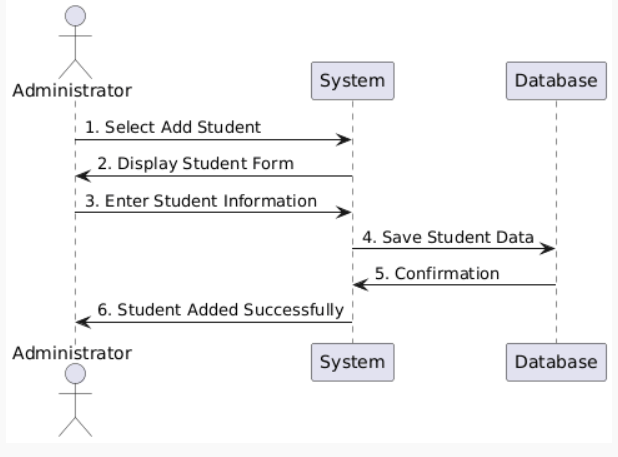 Administrator
System
Database
1. Select Add Student
2. Display Student Form
3. Enter Student Information
4. Save Student Data
5. Confirmation
6. Student Added Successfully
Administrator
System
Database